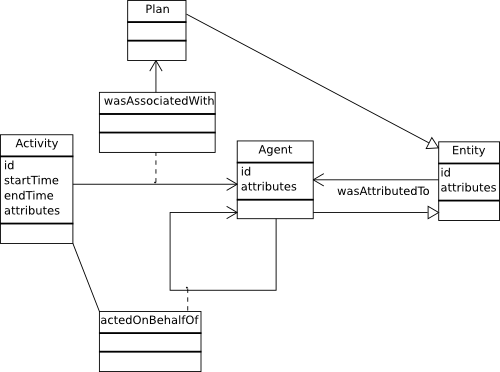 Plan
wasAssociatedWith
Activity
id
startTime
endTime
attributes
Agent
id
attributes
Entity
id
attributes
wasAttributedTo
actedOnBehalfOf